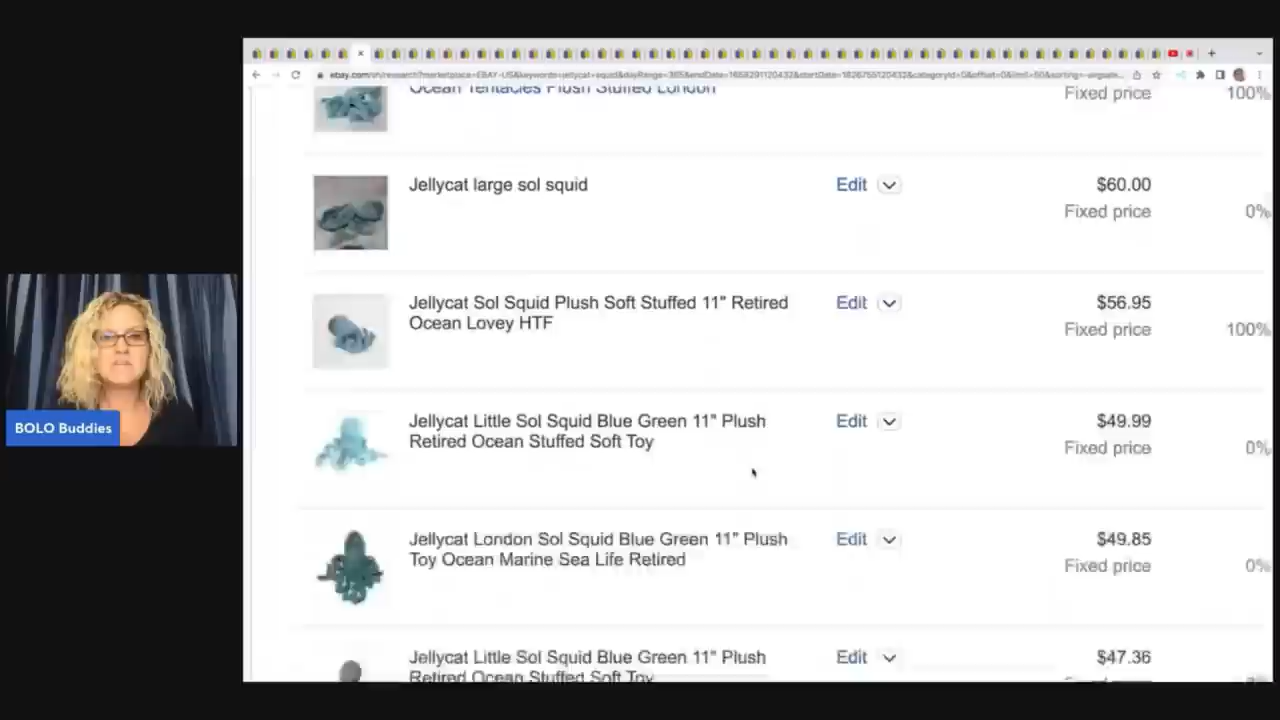 Ocean Tentacles Plush Stuffed London
Fixed price 100%
Jellycat large sol squid Edit $60.00
Fixed price 0%
Jellycat Sol Squid Plush Soft Stuffed 11" Retired Edit $56.95
Ocean Lovey HTF Fixed price 100%
Jellycat Little Sol Squid Blue Green 11" Plush Edit $49.99
Retired Ocean Stuffed Soft Toy Fixed price 0%
BOLO Buddies
Jellycat London Sol Squid Blue Green 11" Plush Edit $49.85
Toy Ocean Marine Sea Life Retired Fixed price 0%
Jellycat Little Sol Squid Blue Green 11" Plush Edit $47.36
Retired Ocean Stuffed Soft Toy